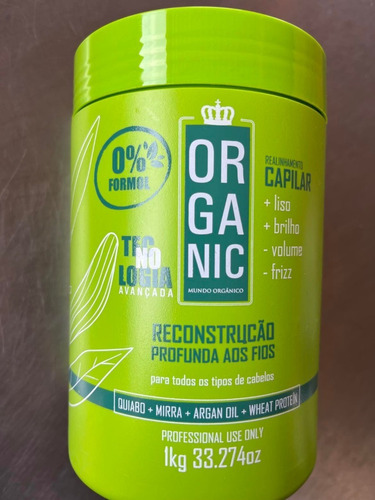 0%
FORMOL
TEC
NO
LOGIA
AVANÇADA
OR
GA
NIC
MUNDO ORGÂNICO
REALINHAMENTO
CAPILAR
+ liso
+ brilho
- volume
- frizz
RECONSTRUÇÃO
PROFUNDA AOS FIOS
para todos os tipos de cabelos
QUIABO + MIRRA + ARGAN OIL + WHEAT PROTEÍN
PROFESSIONAL USE ONLY
1kg 33.274oz